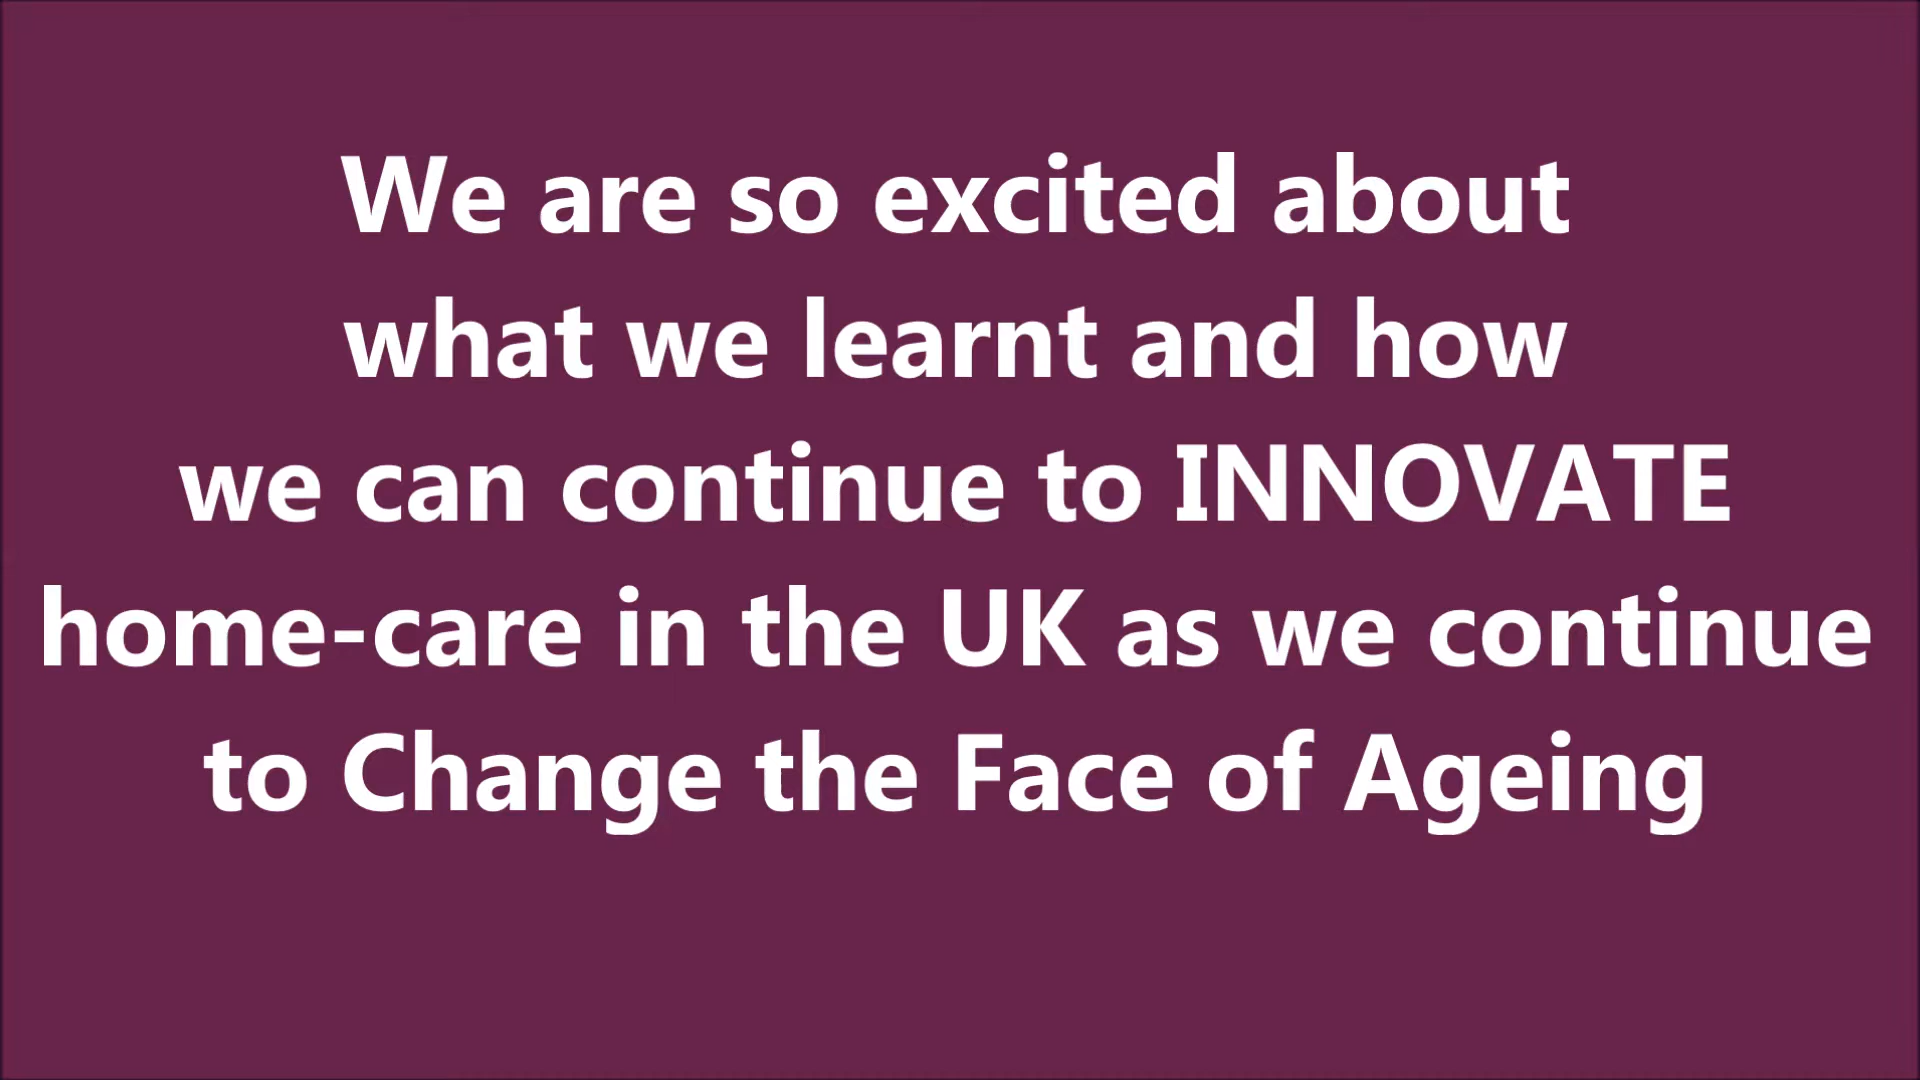 We are so excited about
what we learnt and how
we can continue to INNOVATE
home-care in the UK as we continue
to Change the Face of Ageing